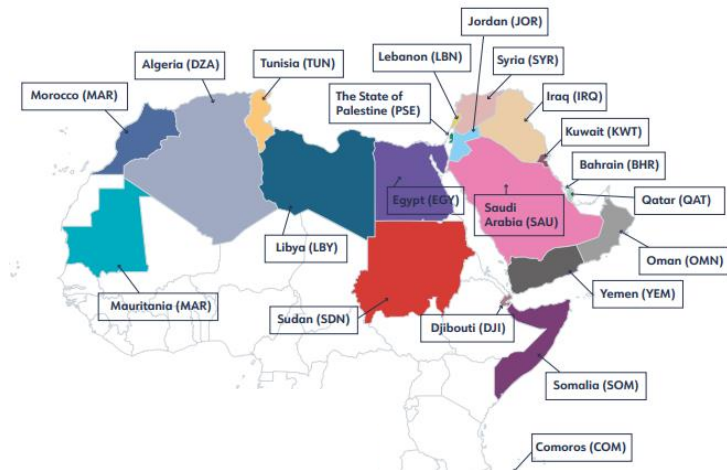 Jordan (JOR)
Lebanon (LBN)
Syria (SYR)
Algeria (DZA)
Tunisia (TUN)
Morocco (MAR)
The State of
Palestine (PSE)
Iraq (IRQ)
Kuwait (KWT)
Bahrain (BHR)
Qatar (QAT)
Egypt (EGY)
Saudi
Arabia (SAU)
Libya (LBY)
Oman (OMN)
Mauritania (MAR)
Sudan (SDN)
Yemen (YEM)
Djibouti (DJI)
Somalia (SOM)
Comoros (COM)